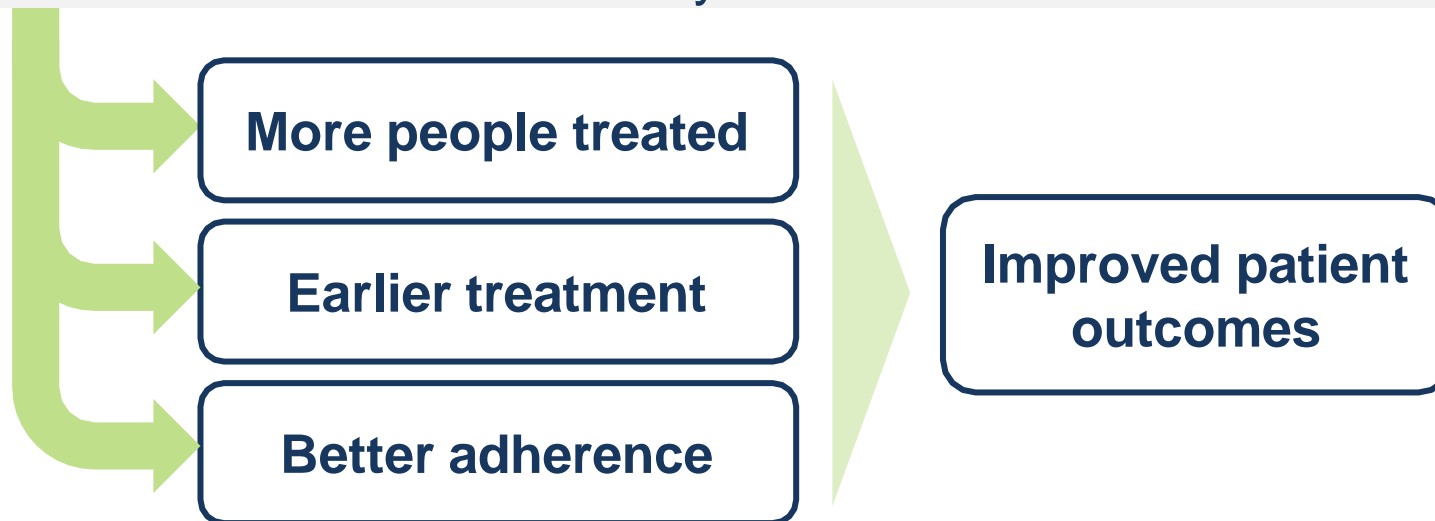 More people treated
Earlier treatment
Better adherence
Improved patient
outcomes